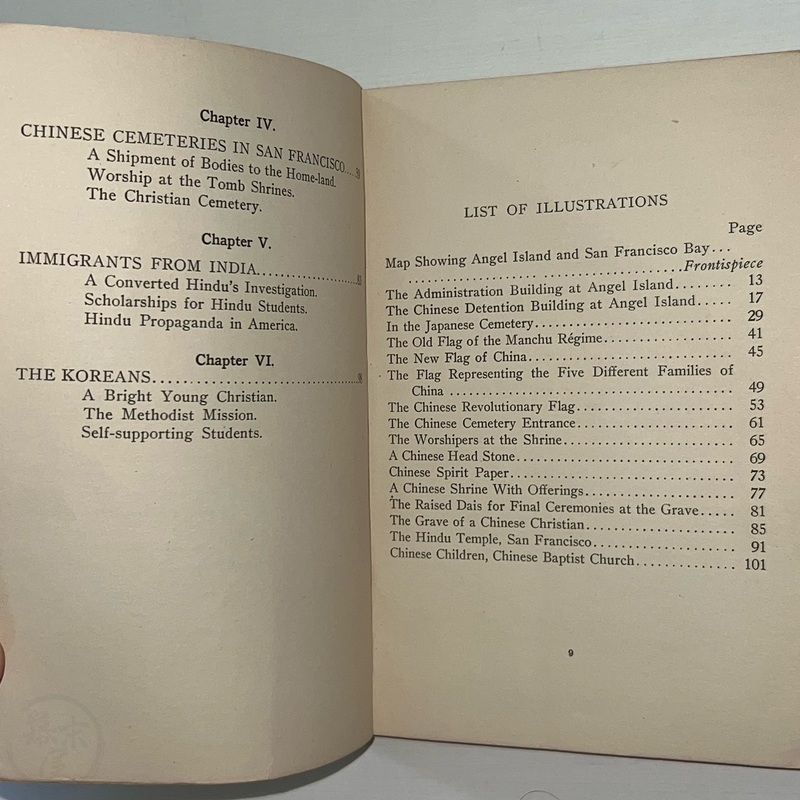 Chapter IV.
CHINESE CEMETERIES IN SAN FRANCISCO....
A Shipment of Bodies to the Home-land.
Worship at the Tomb Shrines.
The Christian Cemetery.
Chapter V.
IMMIGRANTS FROM INDIA......................
A Converted Hindu's Investigation.
Scholarships for Hindu Students.
Hindu Propaganda in America.
Chapter VI.
THE KOREANS....................................
A Bright Young Christian.
The Methodist Mission.
Self-supporting Students.
LIST OF ILLUSTRATIONS
Page
Map Showing Angel Island and San Francisco Bay...
.......................................Frontispiece
The Administration Building at Angel Island........ 13
The Chinese Detention Building at Angel Island..... 17
In the Japanese Cemetery............................. 29
The Old Flag of the Manchu Régime.................. 41
The New Flag of China.............................. 45
The Flag Representing the Five Different Families of
China ........................................ 49
The Chinese Revolutionary Flag...................... 53
The Chinese Cemetery Entrance...................... 61
The Worshipers at the Shrine........................ 65
A Chinese Head Stone............................... 69
Chinese Spirit Paper................................ 73
A Chinese Shrine With Offerings..................... 77
The Raised Dais for Final Ceremonies at the Grave..... 81
The Grave of a Chinese Christian.................... 85
The Hindu Temple, San Francisco.................... 91
Chinese Children, Chinese Baptist Church.............. 101
9